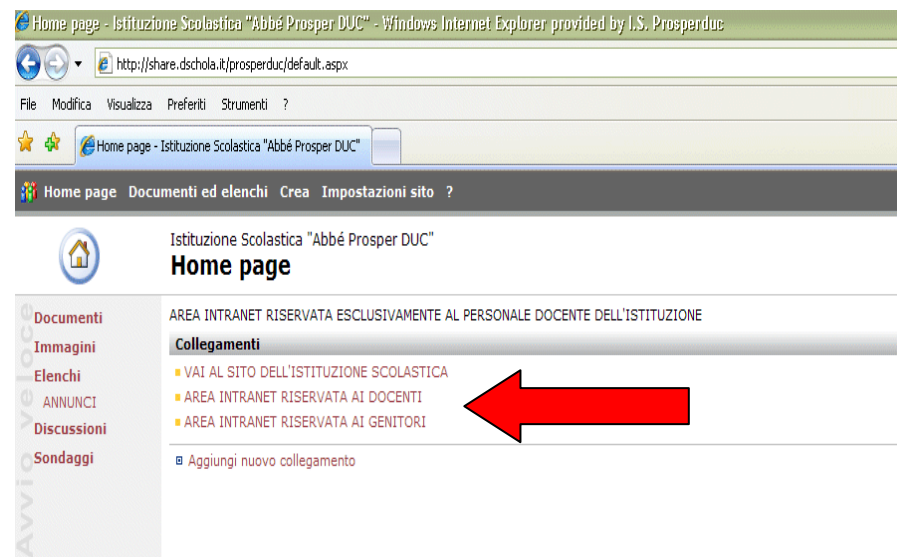 Home page - Istituzione Scolastica "Abbé Prosper DUC" - Windows Internet Explorer provided by I.S. Prosperduc
http://share.dschola.it/prosperduc/default.aspx
File Modifica Visualizza Preferiti Strumenti ?
Home page - Istituzione Scolastica "Abbé Prosper DUC"
Home page Documenti ed elenchi Crea Impostazioni sito ?
Istituzione Scolastica "Abbé Prosper DUC"
Home page
Avvio veloce
Documenti
Immagini
Elenchi
ANNUNCI
Discussioni
Sondaggi
AREA INTRANET RISERVATA ESCLUSIVAMENTE AL PERSONALE DOCENTE DELL'ISTITUZIONE
Collegamenti
VAI AL SITO DELL'ISTITUZIONE SCOLASTICA
AREA INTRANET RISERVATA AI DOCENTI
AREA INTRANET RISERVATA AI GENITORI
Aggiungi nuovo collegamento